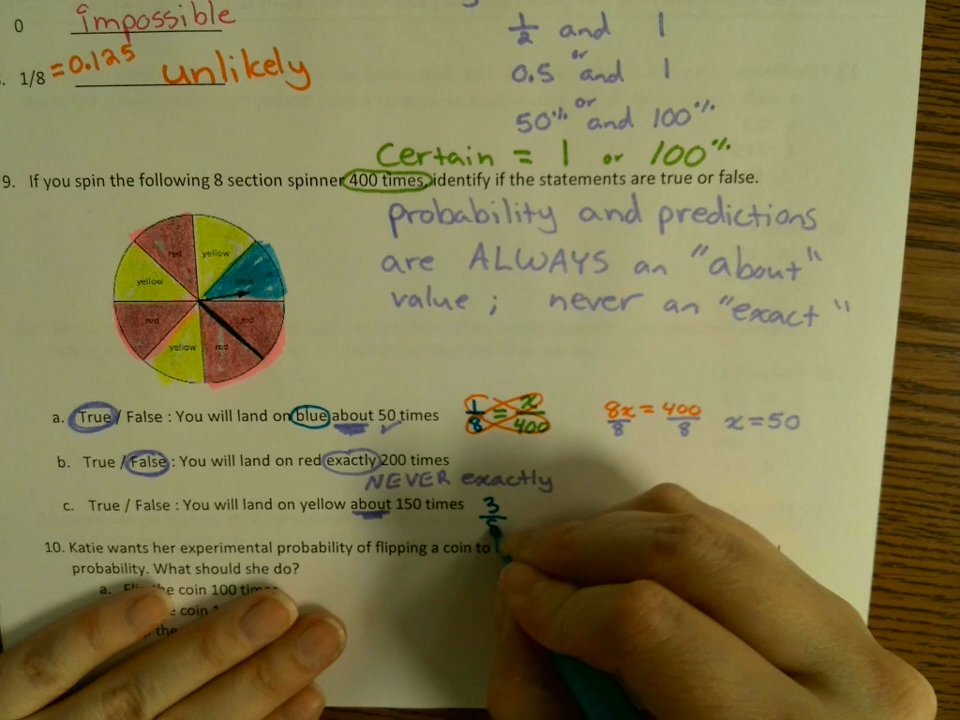 0 impossible
1/2 and 1
. 1/8 = 0.125 unlikely
or
0.5 and 1
or
50% and 100%
Certain = 1 or 100%
9. If you spin the following 8 section spinner 400 times, identify if the statements are true or false.
probability and predictions
are ALWAYS an "about"
value; never an "exact"
red yellow
yellow
red red
yellow red
a. True / False : You will land on blue about 50 times 1/8 = x/400 8x/8 = 400/8 x=50
b. True / False : You will land on red exactly 200 times
NEVER exactly
c. True / False : You will land on yellow about 150 times 3/
10. Katie wants her experimental probability of flipping a coin to
probability. What should she do?
a. Flip the coin 100 times
coin
the